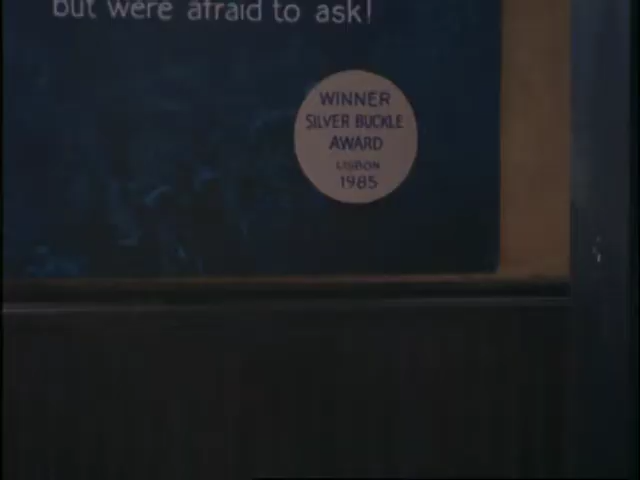 but were afraid to ask!
WINNER
SILVER BUCKLE
AWARD
LISBON
1985